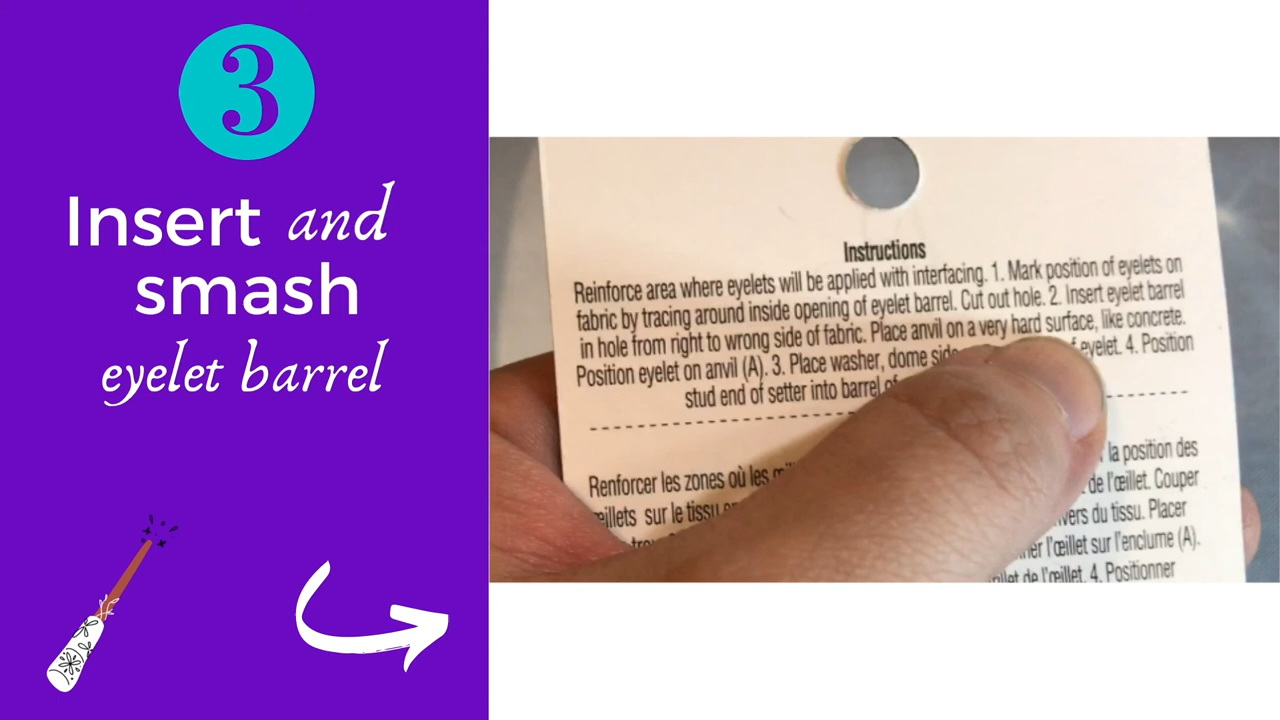 3
Insert and
smash
eyelet barrel
Instructions
Reinforce area where eyelets will be applied with interfacing. 1. Mark position of eyelets on
fabric by tracing around inside opening of eyelet barrel. Cut out hole. 2. Insert eyelet barrel
in hole from right to wrong side of fabric. Place anvil on a very hard surface, like concrete.
Position eyelet on anvil (A). 3. Place washer, dome side of eyelet. 4. Position
stud end of setter into barrel of
Renforcer les zones où les la position des
œillets sur le tissu de l'œillet. Couper
du tissu. Placer
l'œillet sur l'enclume (A).
de l'œillet. 4. Positionner